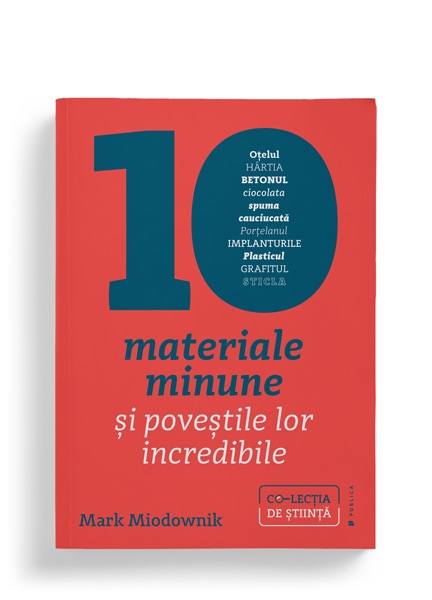 10
Oțelul
HÂRTIA
BETONUL
ciocolata
spuma
cauciucată
Porțelanul
IMPLANTURILE
Plasticul
GRAFITUL
STICLA
materiale
minune
și poveștile lor
incredibile
Mark Miodownik
CO-LECȚIA
DE ȘTIINȚĂ
PUBLICA